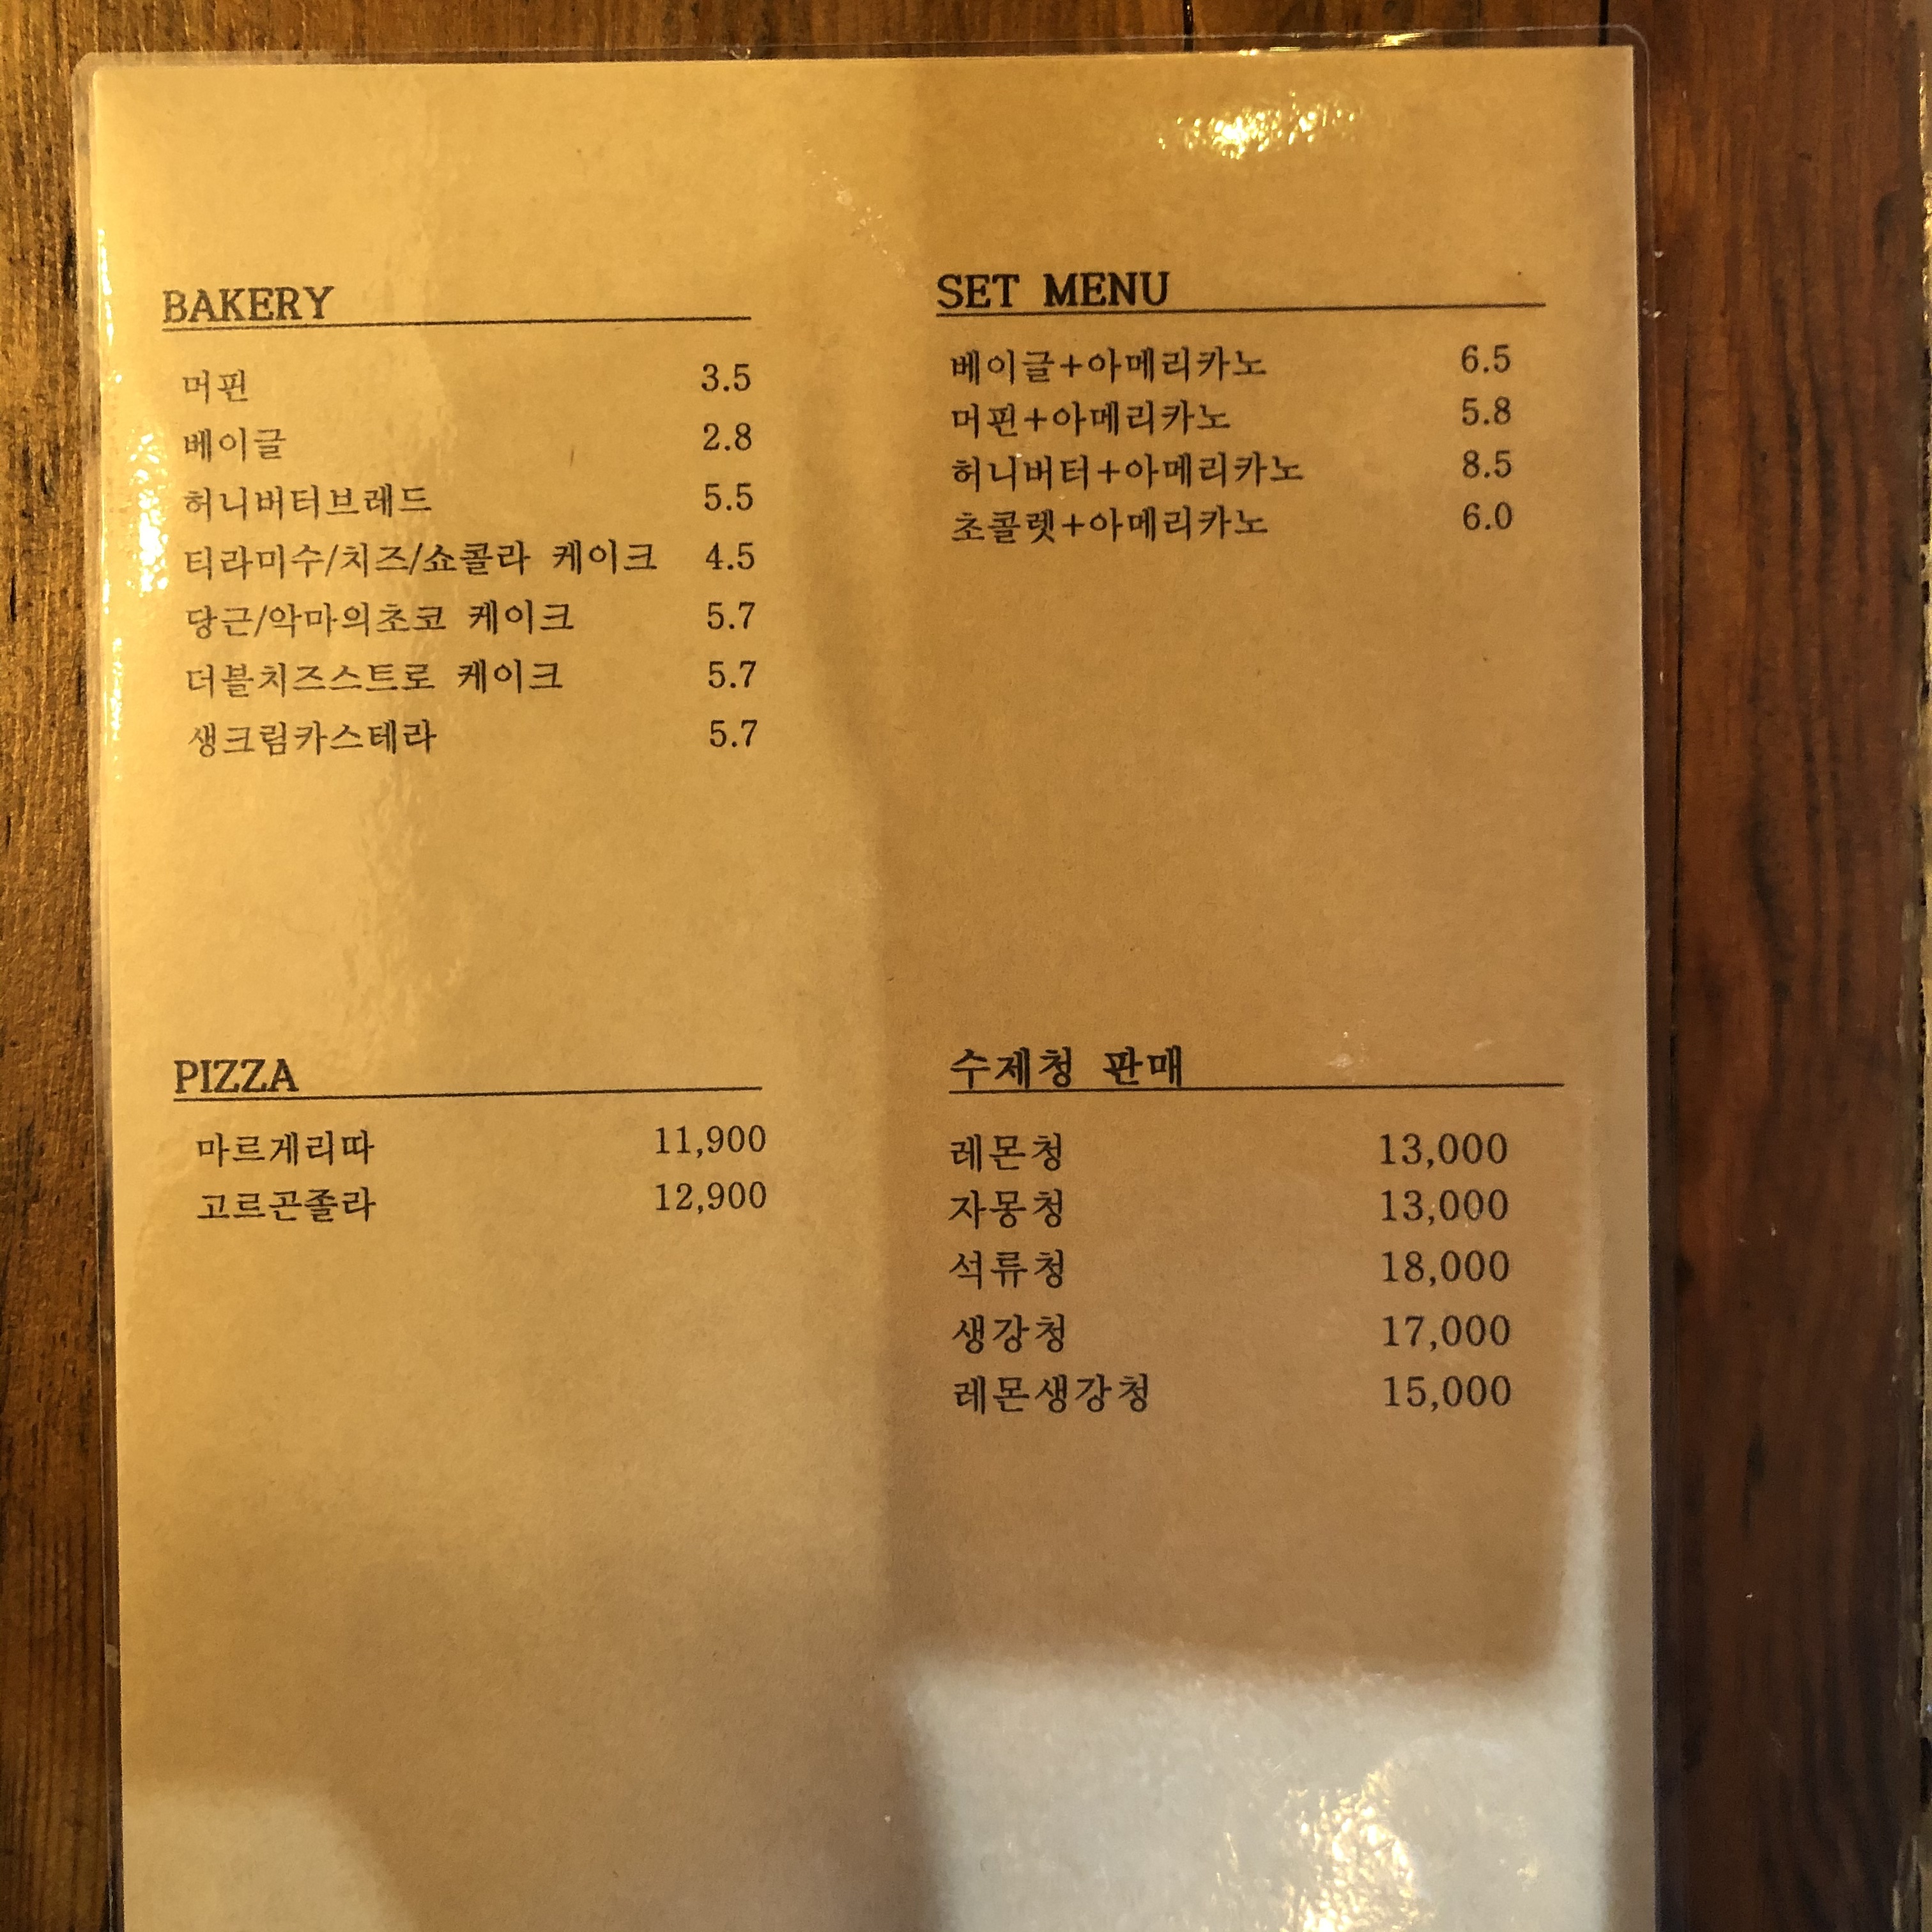 BAKERY
머핀 3.5
베이글 2.8
허니버터브레드 5.5
티라미수/치즈/쇼콜라 케이크 4.5
당근/악마의초코 케이크 5.7
더블치즈스트로 케이크 5.7
생크림카스테라 5.7
SET MENU
베이글+아메리카노 6.5
머핀+아메리카노 5.8
허니버터+아메리카노 8.5
초콜렛+아메리카노 6.0
PIZZA
마르게리따 11,900
고르곤졸라 12,900
수제청 판매
레몬청 13,000
자몽청 13,000
석류청 18,000
생강청 17,000
레몬생강청 15,000